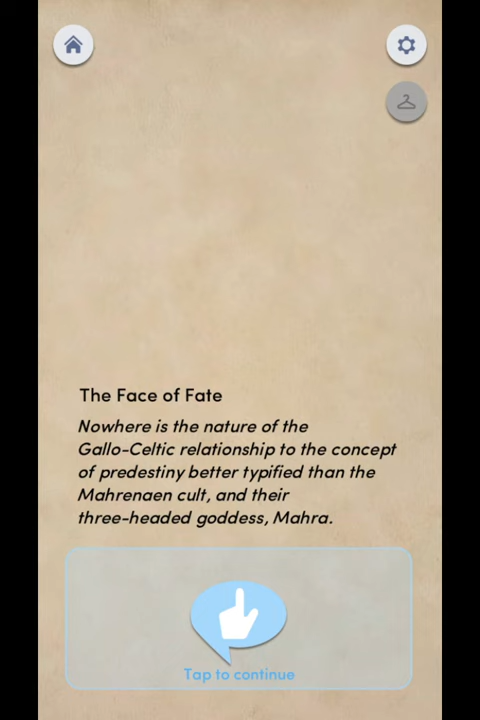 The Face of Fate
Nowhere is the nature of the
Gallo-Celtic relationship to the concept
of predestiny better typified than the
Mahrenaen cult, and their
three-headed goddess, Mahra.
Tap to continue